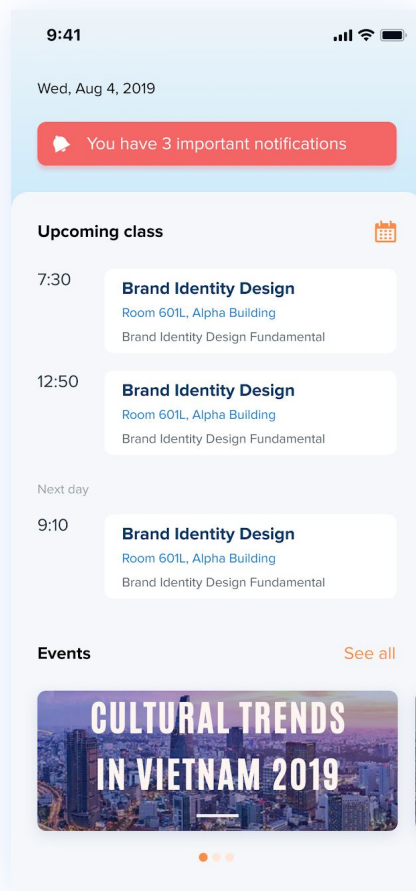 9:41
Wed, Aug 4, 2019
You have 3 important notifications
Upcoming class
7:30
Brand Identity Design
Room 601L, Alpha Building
Brand Identity Design Fundamental
12:50
Brand Identity Design
Room 601L, Alpha Building
Brand Identity Design Fundamental
Next day
9:10
Brand Identity Design
Room 601L, Alpha Building
Brand Identity Design Fundamental
Events
See all
CULTURAL TRENDS
IN VIETNAM 2019